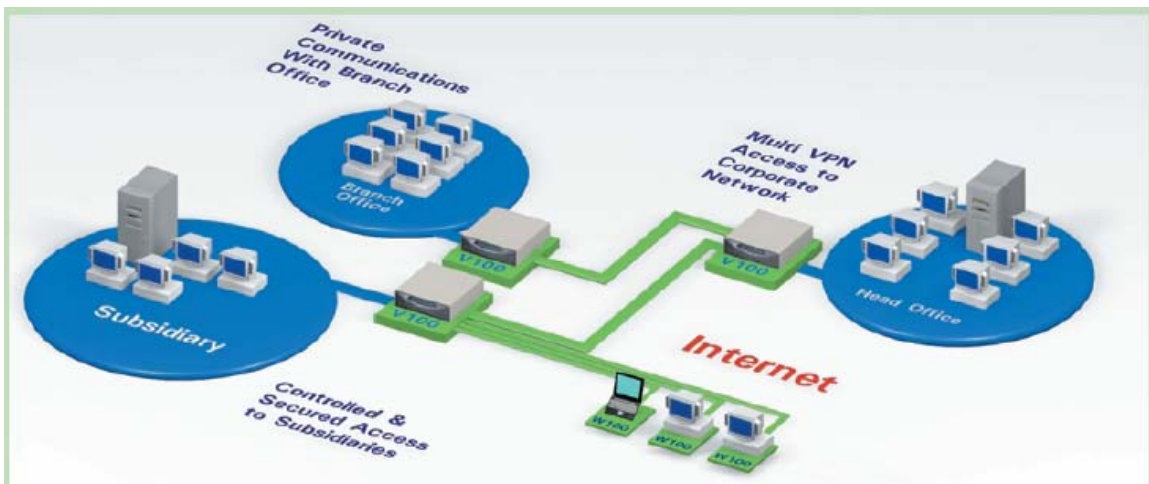 Private
Communications
With Branch
Office
Multi VPN
Access to
Corporate
Network
Branch
Office
V100
V100
V100
Subsidiary
Head Office
Internet
Controlled &
Secured Access
to Subsidiaries
W100
W100
W100